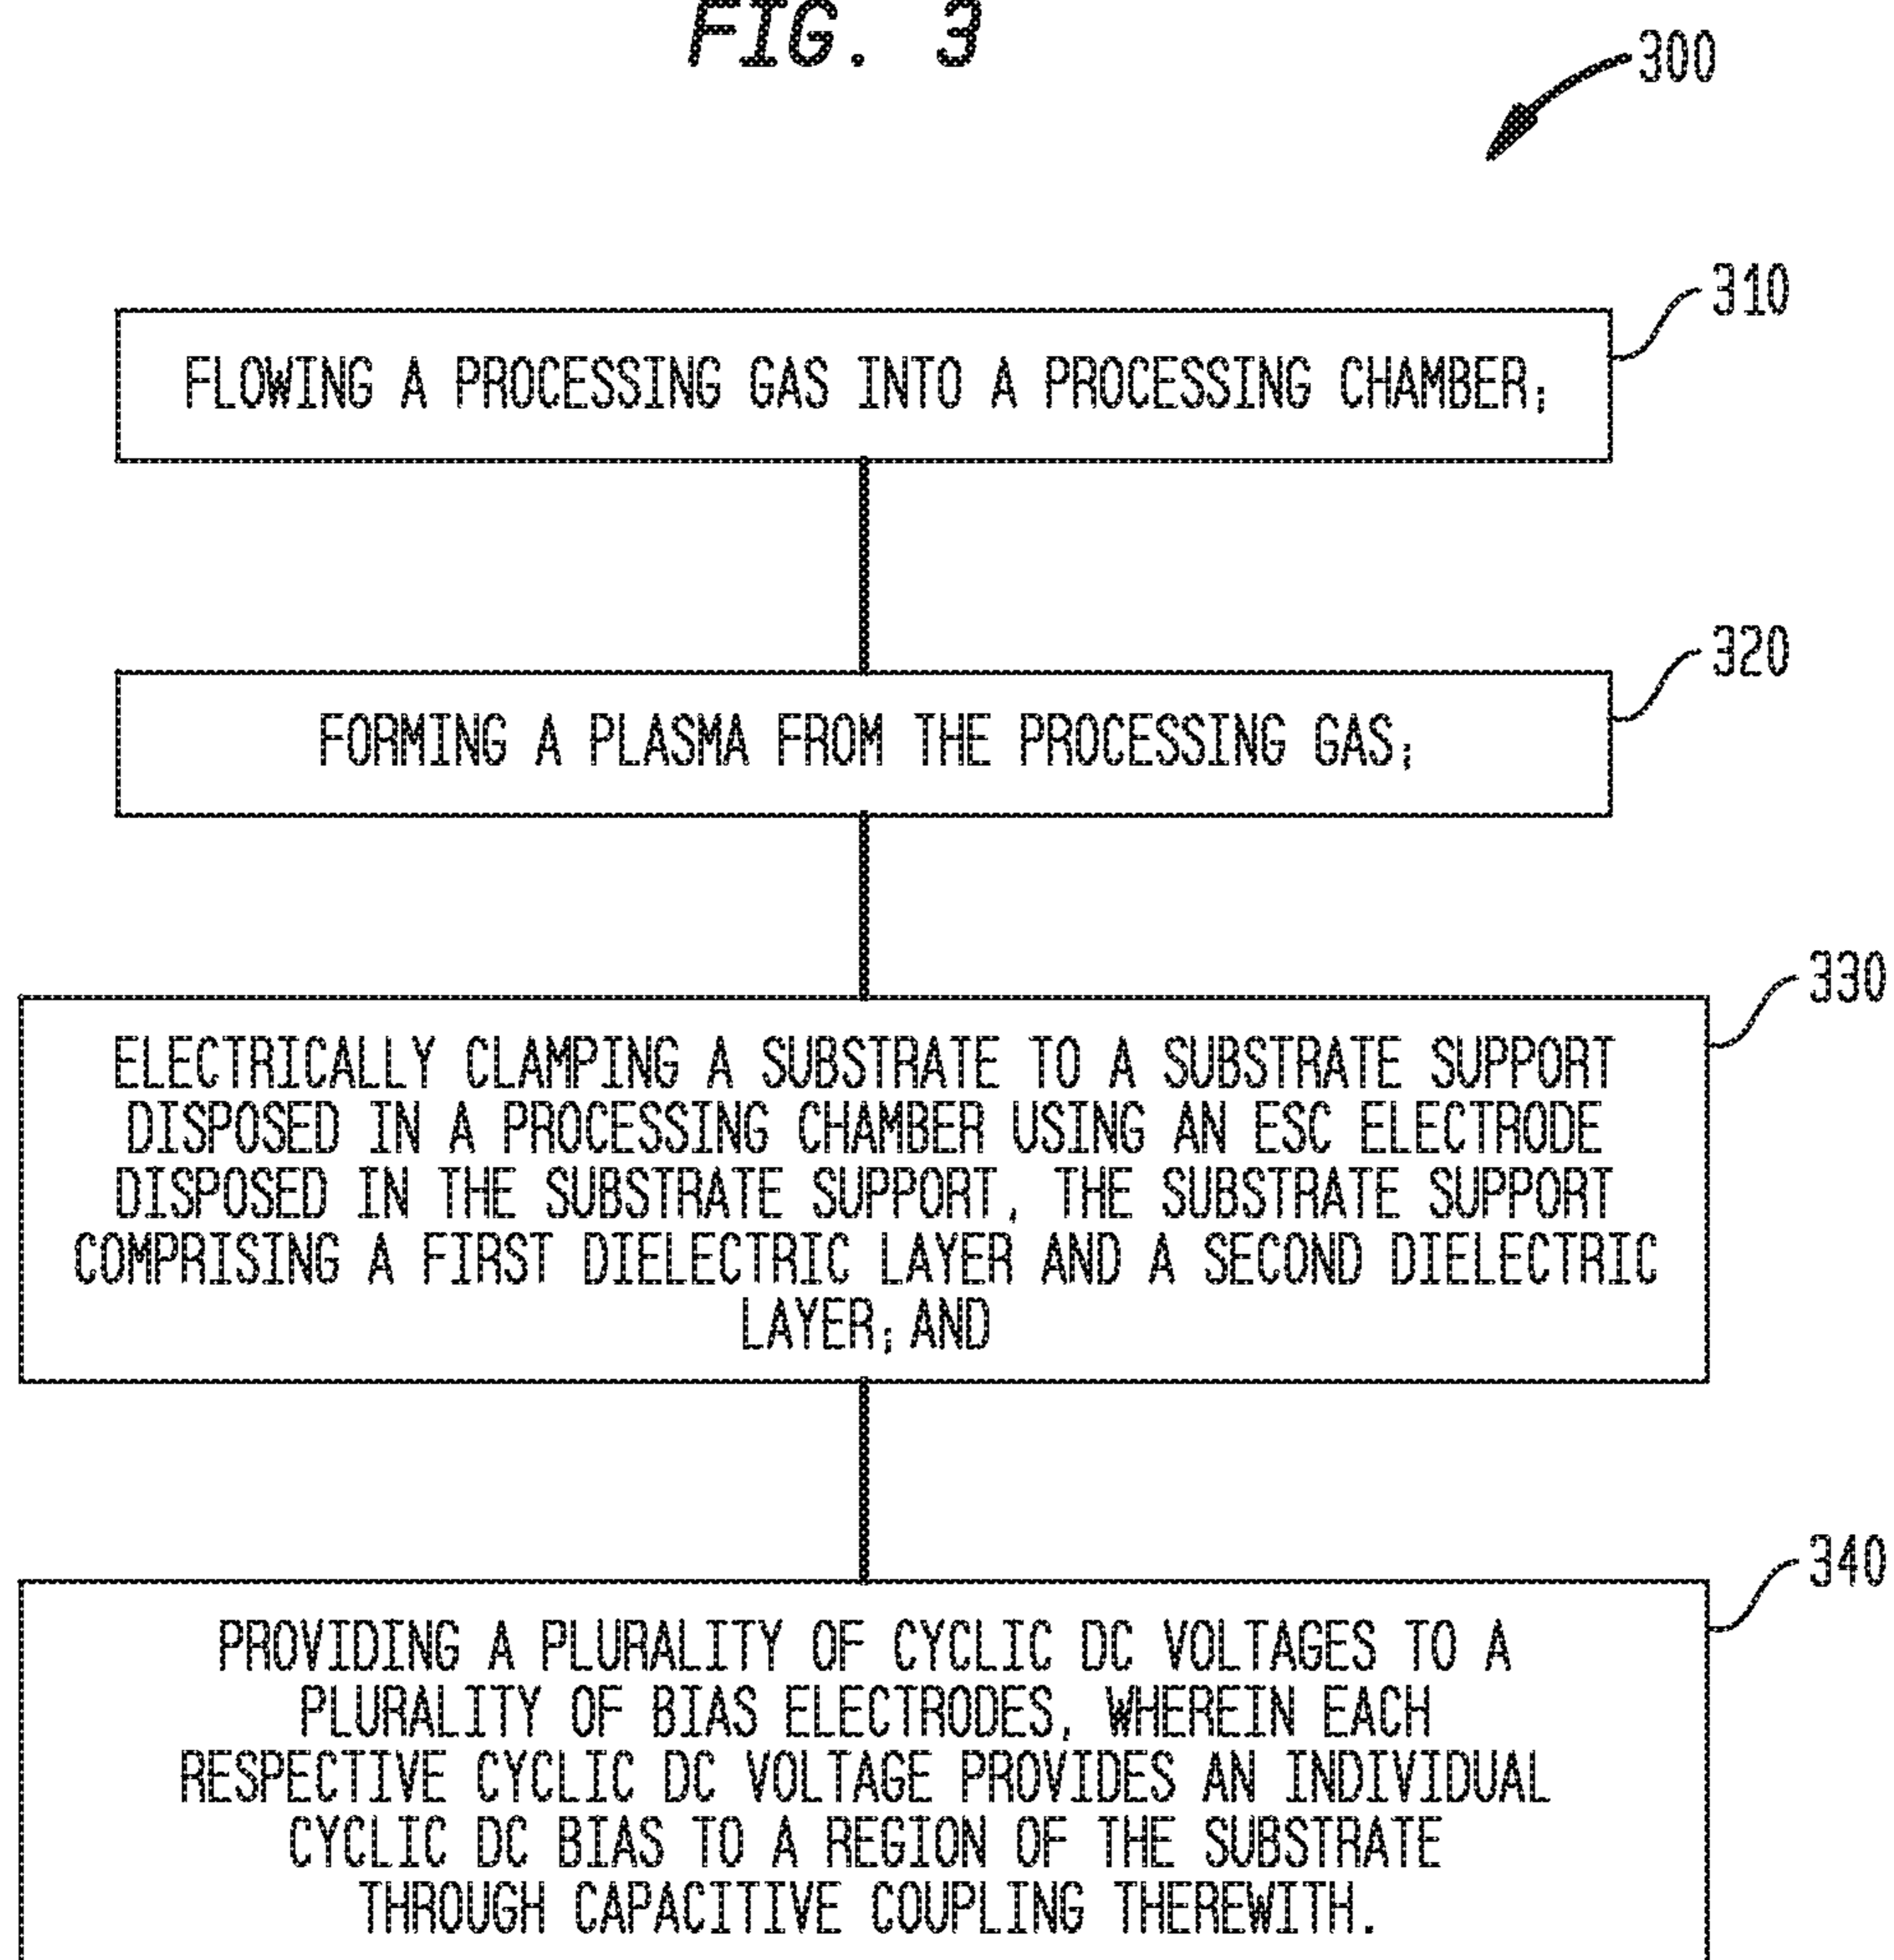 FIG. 3
300
310
FLOWING A PROCESSING GAS INTO A PROCESSING CHAMBER;
320
FORMING A PLASMA FROM THE PROCESSING GAS;
330
ELECTRICALLY CLAMPING A SUBSTRATE TO A SUBSTRATE SUPPORT
DISPOSED IN A PROCESSING CHAMBER USING AN ESC ELECTRODE
DISPOSED IN THE SUBSTRATE SUPPORT, THE SUBSTRATE SUPPORT
COMPRISING A FIRST DIELECTRIC LAYER AND A SECOND DIELECTRIC
LAYER; AND
340
PROVIDING A PLURALITY OF CYCLIC DC VOLTAGES TO A
PLURALITY OF BIAS ELECTRODES, WHEREIN EACH
RESPECTIVE CYCLIC DC VOLTAGE PROVIDES AN INDIVIDUAL
CYCLIC DC BIAS TO A REGION OF THE SUBSTRATE
THROUGH CAPACITIVE COUPLING THEREWITH.